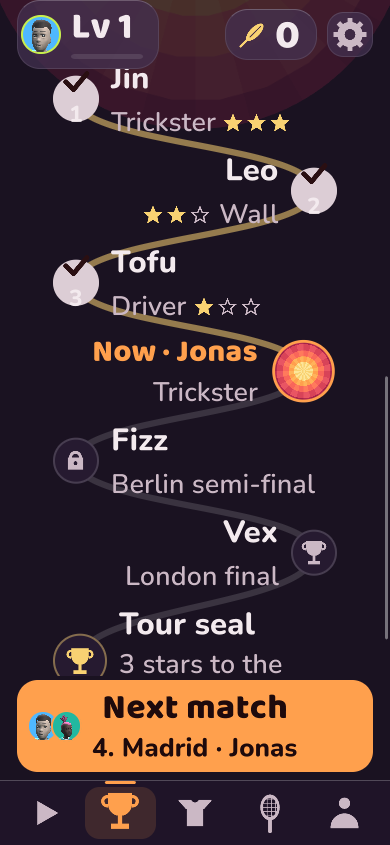 Lv 1
0
Jin
1
Trickster
Leo
2
Wall
Tofu
3
Driver
Now · Jonas
Trickster
Fizz
Berlin semi-final
Vex
London final
Tour seal
3 stars to the
Next match
4. Madrid · Jonas